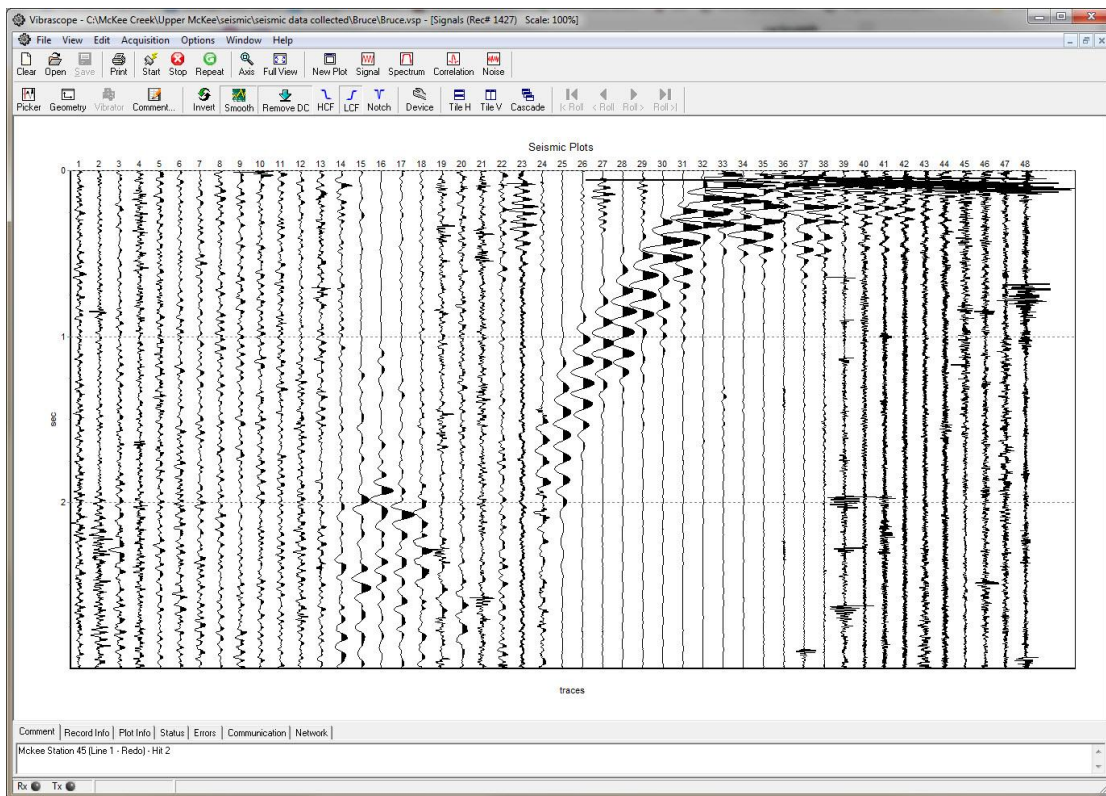 Vibrascope - C:\McKee Creek\Upper McKee\seismic\seismic data collected\Bruce\Bruce.vsp - [Signals (Rec# 1427)  Scale: 100%]
File View Edit Acquisition Options Window Help
Clear Open Save Print Start Stop Repeat Axis Full View New Plot Signal Spectrum Correlation Noise
Picker Geometry Vibrator Comment... Invert Smooth Remove DC HCF LCF Notch Device Tile H Tile V Cascade |< Roll < Roll Roll > Roll >|
Seismic Plots
1 2 3 4 5 6 7 8 9 10 11 12 13 14 15 16 17 18 19 20 21 22 23 24 25 26 27 28 29 30 31 32 33 34 35 36 37 38 39 40 41 42 43 44 45 46 47 48
0
1
sec
2
traces
Comment Record Info Plot Info Status Errors Communication Network
Mckee Station 45 (Line 1 - Redo) - Hit 2
Rx Tx